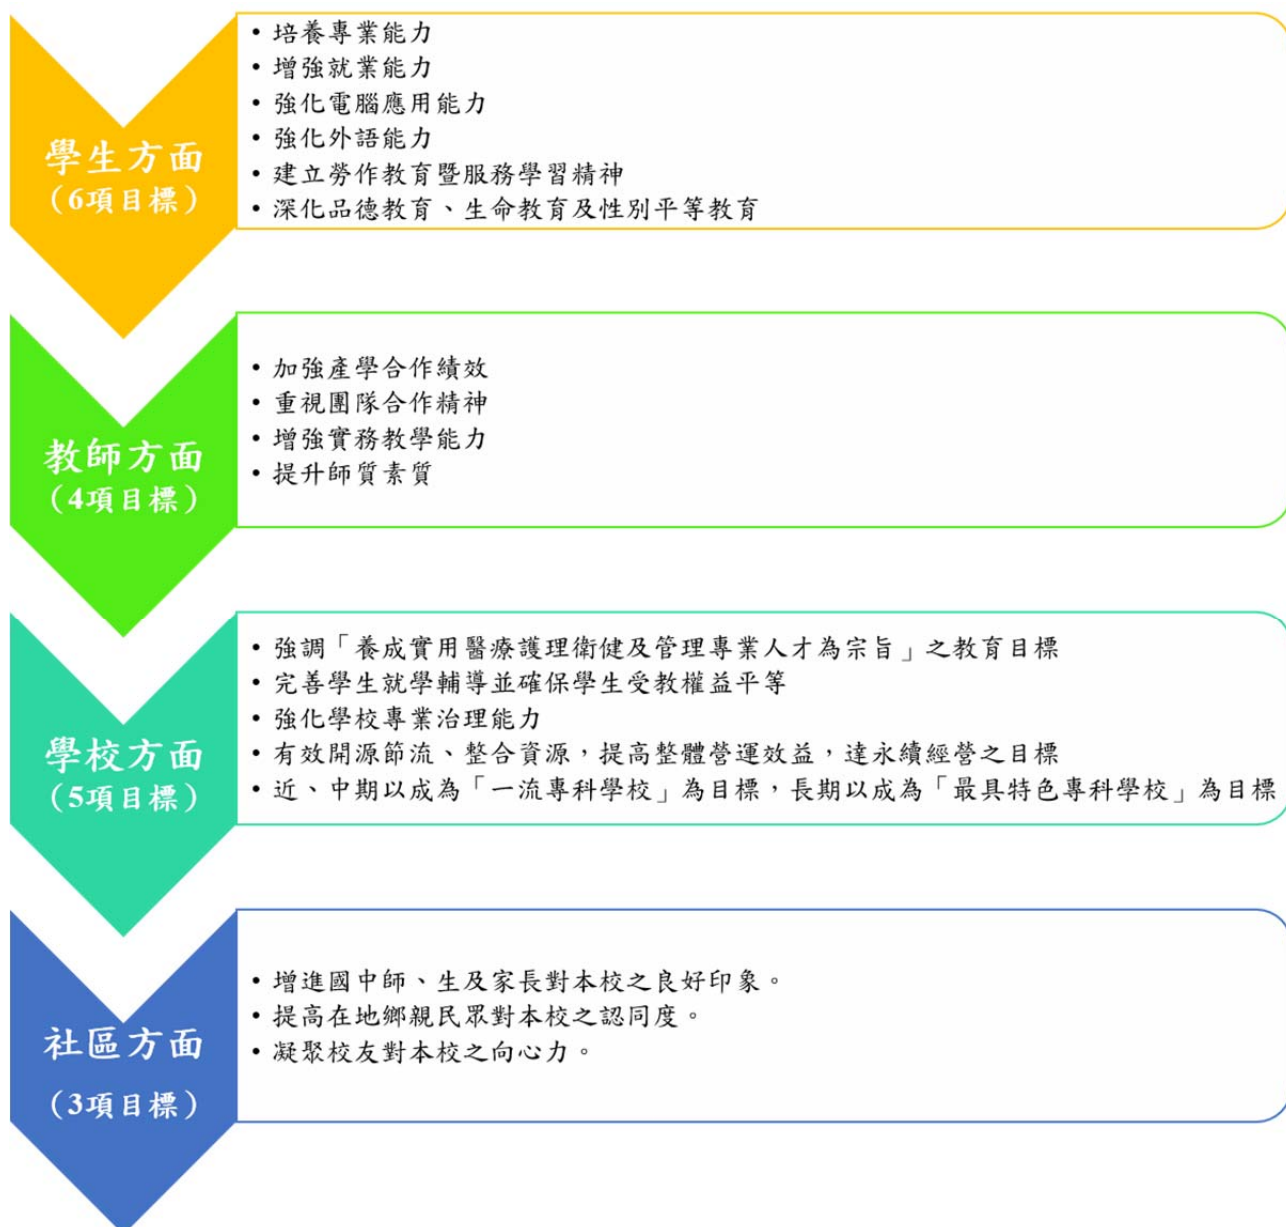 學生方面
（6項目標）
• 培養專業能力
• 增強就業能力
• 強化電腦應用能力
• 強化外語能力
• 建立勞作教育暨服務學習精神
• 深化品德教育、生命教育及性別平等教育
教師方面
（4項目標）
• 加強產學合作績效
• 重視團隊合作精神
• 增強實務教學能力
• 提升師質素質
學校方面
（5項目標）
• 強調「養成實用醫療護理衛健及管理專業人才為宗旨」之教育目標
• 完善學生就學輔導並確保學生受教權益平等
• 強化學校專業治理能力
• 有效開源節流、整合資源，提高整體營運效益，達永續經營之目標
• 近、中期以成為「一流專科學校」為目標，長期以成為「最具特色專科學校」為目標
社區方面
（3項目標）
• 增進國中師、生及家長對本校之良好印象。
• 提高在地鄉親民眾對本校之認同度。
• 凝聚校友對本校之向心力。